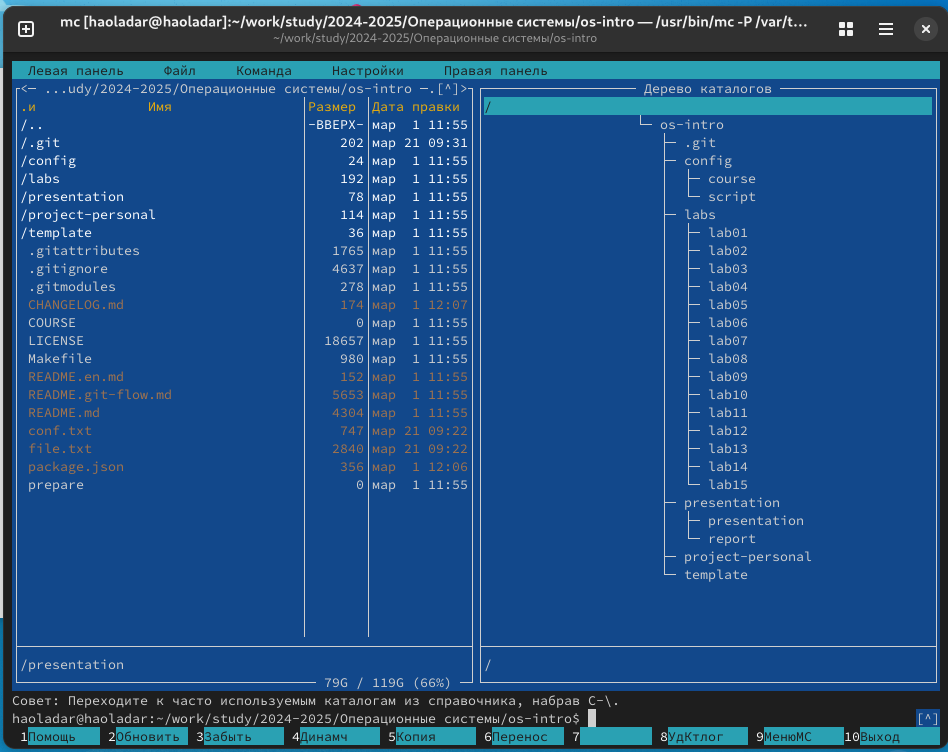 mc [haoladar@haoladar]:~/work/study/2024-2025/Операционные системы/os-intro — /usr/bin/mc -P /var/t…
~/work/study/2024-2025/Операционные системы/os-intro
Левая панель Файл Команда Настройки Правая панель
<— ...udy/2024-2025/Операционные системы/os-intro —.[^]>
.и Имя Размер Дата правки
/.. -ВВЕРХ- мар 1 11:55
/.git 202 мар 21 09:31
/config 24 мар 1 11:55
/labs 192 мар 1 11:55
/presentation 78 мар 1 11:55
/project-personal 114 мар 1 11:55
/template 36 мар 1 11:55
.gitattributes 1765 мар 1 11:55
.gitignore 4637 мар 1 11:55
.gitmodules 278 мар 1 11:55
CHANGELOG.md 174 мар 1 12:07
COURSE 0 мар 1 11:55
LICENSE 18657 мар 1 11:55
Makefile 980 мар 1 11:55
README.en.md 152 мар 1 11:55
README.git-flow.md 5653 мар 1 11:55
README.md 4304 мар 1 11:55
conf.txt 747 мар 21 09:22
file.txt 2840 мар 21 09:22
package.json 356 мар 1 12:06
prepare 0 мар 1 11:55
/presentation
79G / 119G (66%)
Дерево каталогов
/
os-intro
.git
config
course
script
labs
lab01
lab02
lab03
lab04
lab05
lab06
lab07
lab08
lab09
lab10
lab11
lab12
lab13
lab14
lab15
presentation
presentation
report
project-personal
template
/
Совет: Переходите к часто используемым каталогам из справочника, набрав C-\.
haoladar@haoladar:~/work/study/2024-2025/Операционные системы/os-intro$ [^]
1Помощь 2Обновить 3Забыть 4Динамч 5Копия 6Перенос 7 8УдКтлог 9МенюМС 10Выход